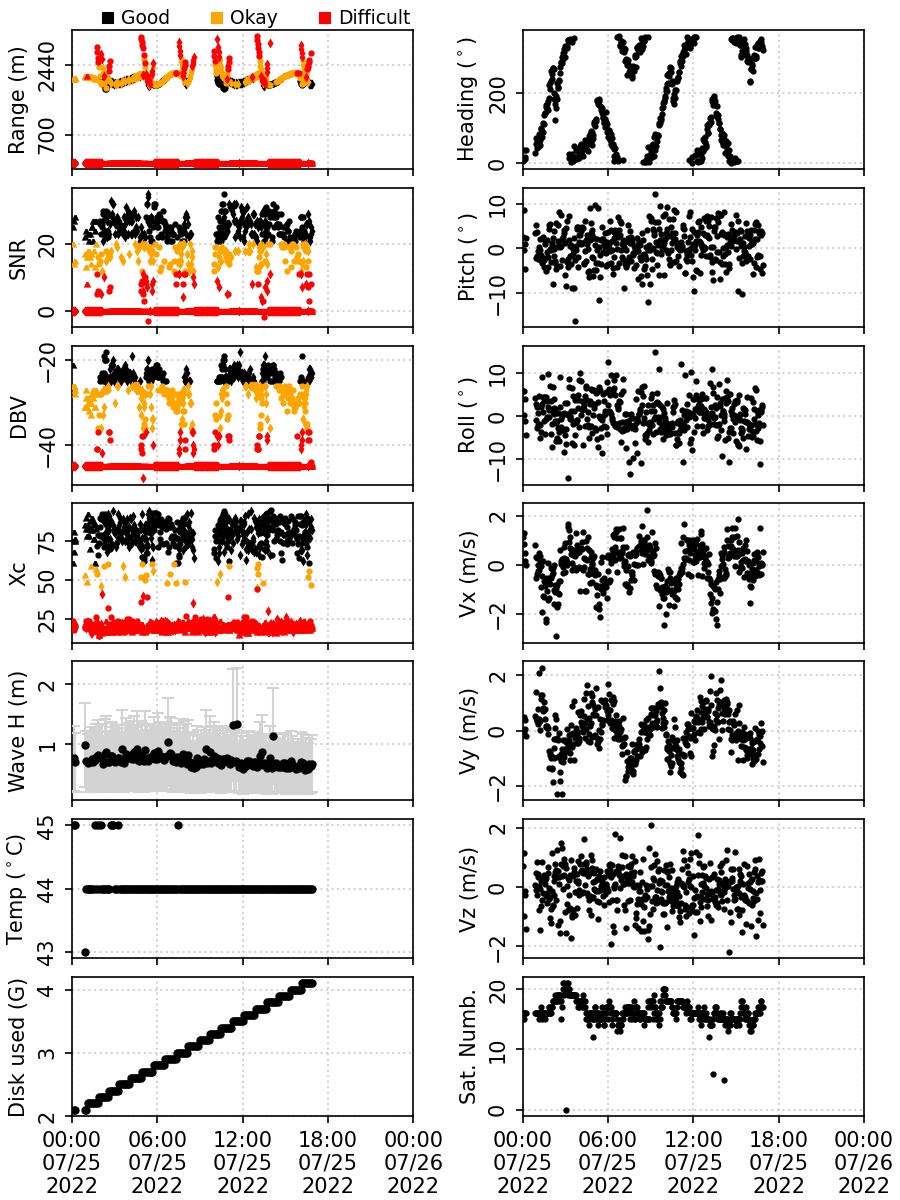 Good Okay Difficult
Range (m)
2440
700
Heading (°)
200
0
SNR
20
0
Pitch (°)
10
0
−10
DBV
−20
−40
Roll (°)
10
0
−10
Xc
75
50
25
Vx (m/s)
2
0
−2
Wave H (m)
2
1
Vy (m/s)
2
0
−2
Temp (°C)
45
44
43
Vz (m/s)
2
0
−2
Disk used (G)
4
3
2
Sat. Numb.
20
10
0
00:00 06:00 12:00 18:00 00:00
07/25 07/25 07/25 07/25 07/26
2022 2022 2022 2022 2022
00:00 06:00 12:00 18:00 00:00
07/25 07/25 07/25 07/25 07/26
2022 2022 2022 2022 2022